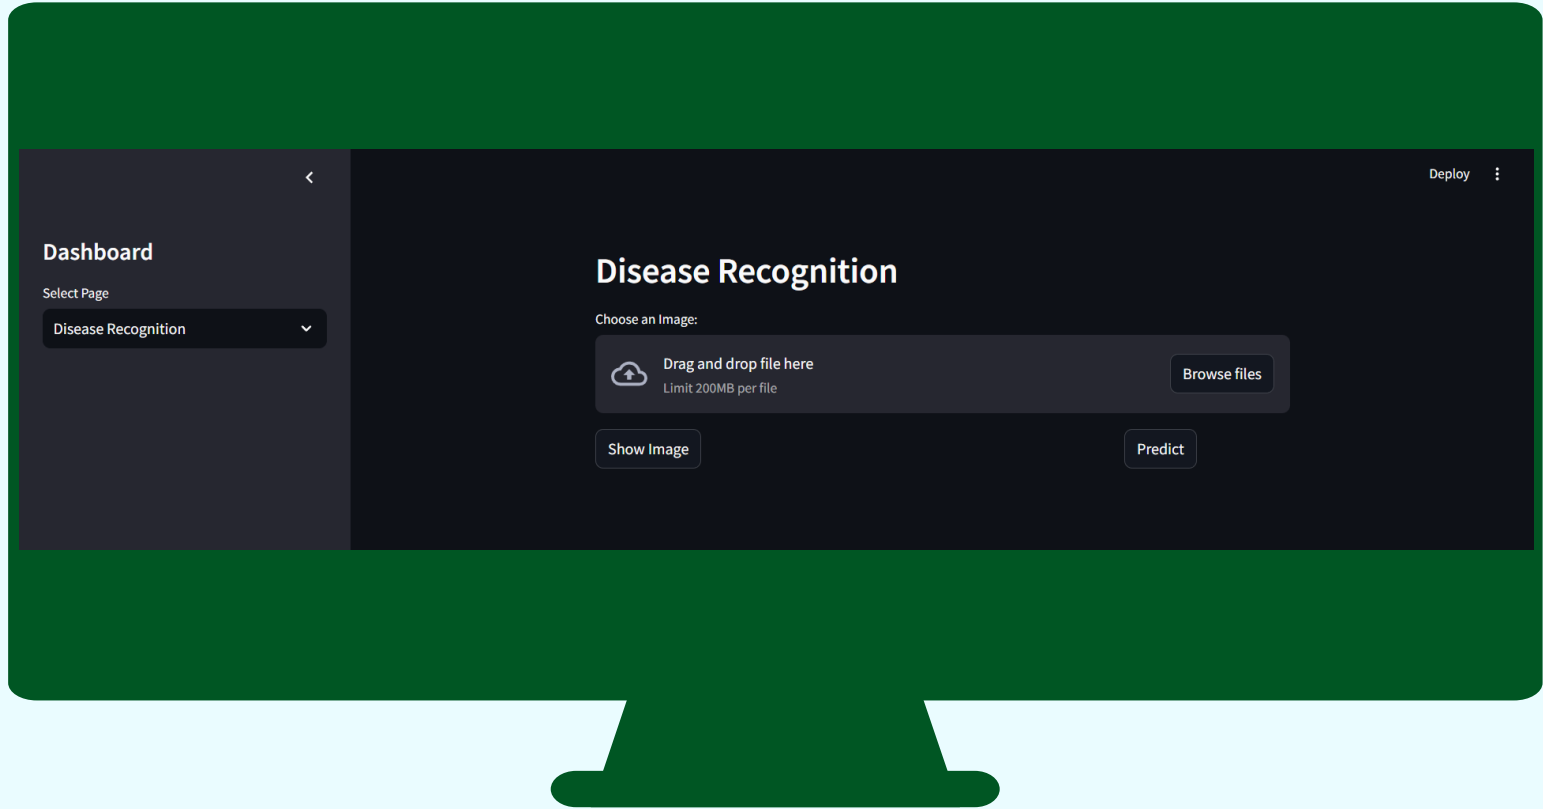 Deploy
Dashboard
Select Page
Disease Recognition
Disease Recognition
Choose an Image:
Drag and drop file here
Limit 200MB per file
Browse files
Show Image
Predict